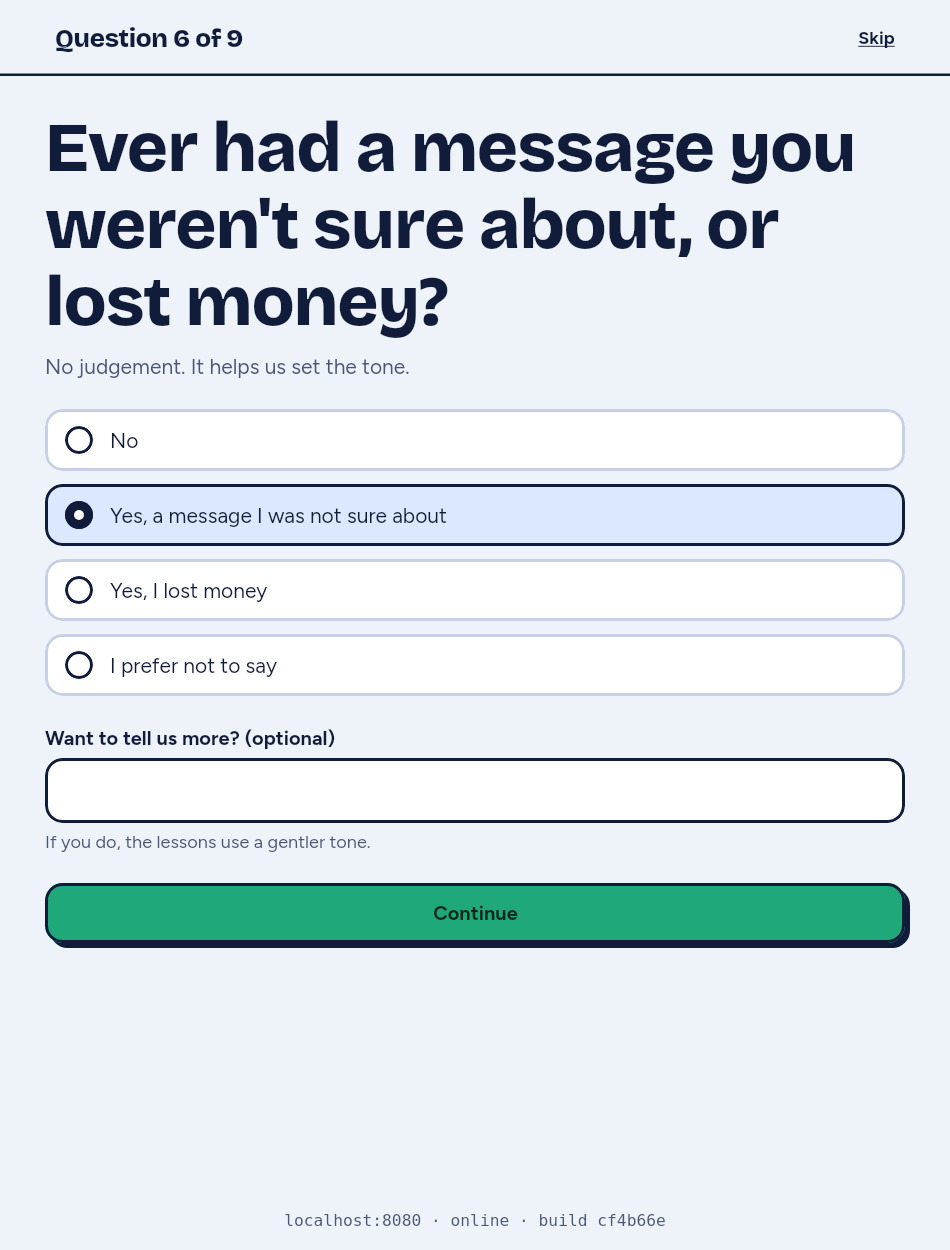 Question 6 of 9
Skip
Ever had a message you
weren't sure about, or
lost money?
No judgement. It helps us set the tone.
No
Yes, a message I was not sure about
Yes, I lost money
I prefer not to say
Want to tell us more? (optional)
If you do, the lessons use a gentler tone.
Continue
localhost:8080 · online · build cf4b66e